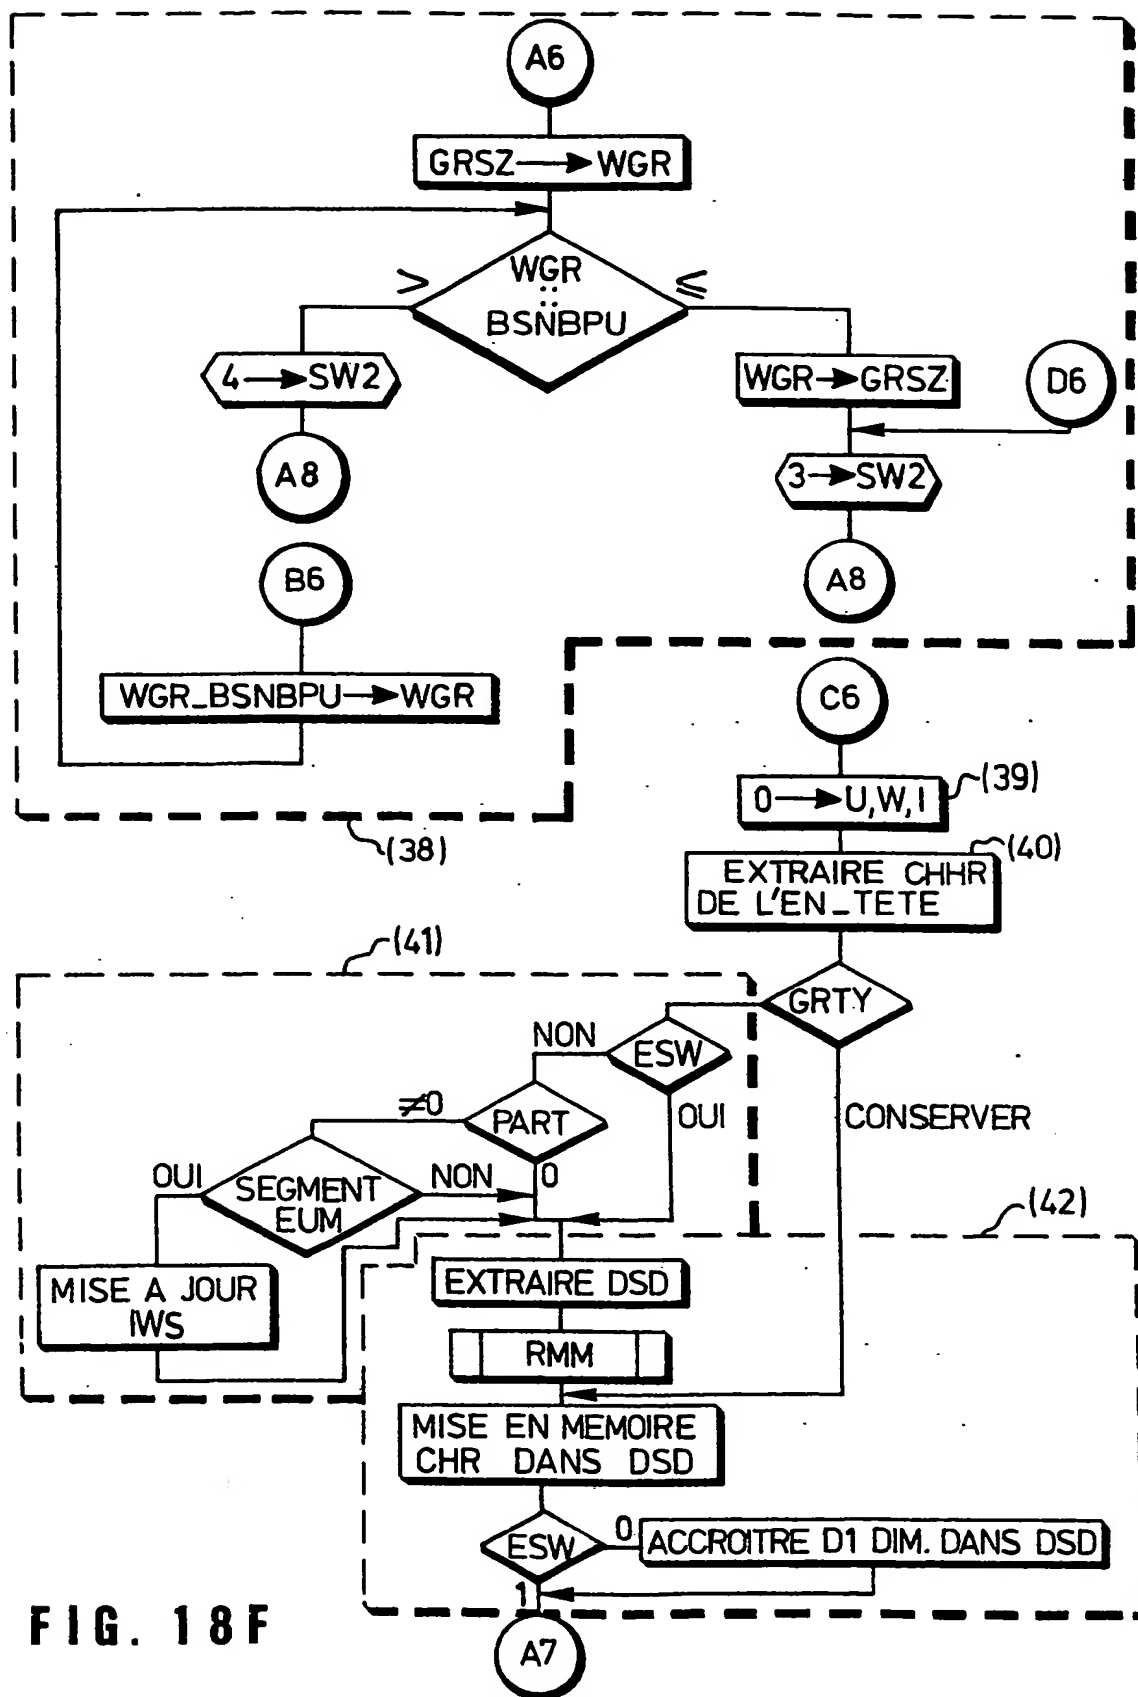 A6
GRSZ → WGR
WGR
::
BSNBPU
>
≤
4 → SW2
A8
WGR → GRSZ
D6
3 → SW2
A8
B6
WGR_BSNBPU → WGR
(38)
C6
0 → U,W,I
(39)
EXTRAIRE CHHR
DE L'EN_TETE
(40)
(41)
GRTY
CONSERVER
ESW
NON
OUI
PART
≠0
0
SEGMENT
EUM
OUI
NON
MISE A JOUR
IWS
(42)
EXTRAIRE DSD
RMM
MISE EN MEMOIRE
CHR DANS DSD
ESW
0
ACCROITRE D1 DIM. DANS DSD
1
A7
FIG. 18F